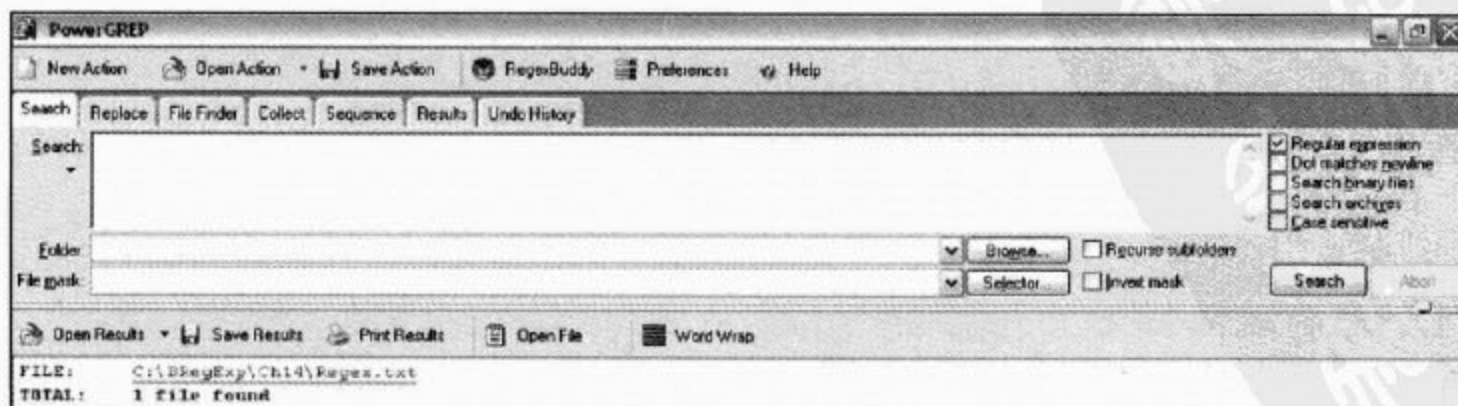 PowerGREP
New Action Open Action Save Action RegexBuddy Preferences Help
Search Replace File Finder Collect Sequence Results Undo History
Search:
Regular expression
Dot matches newline
Search binary files
Search archives
Case sensitive
Folder: Browse... Recurse subfolders
File mask: Selector... Invert mask Search Abort
Open Results Save Results Print Results Open File Word Wrap
FILE: C:\BRegExp\Ch14\Regex.txt
TOTAL: 1 file found